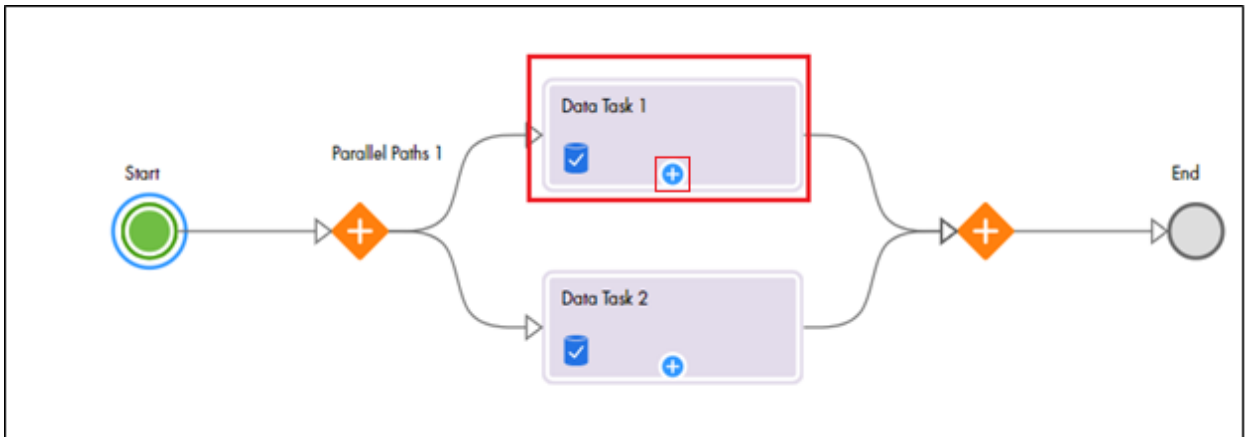 Start
Parallel Paths 1
Data Task 1
Data Task 2
End